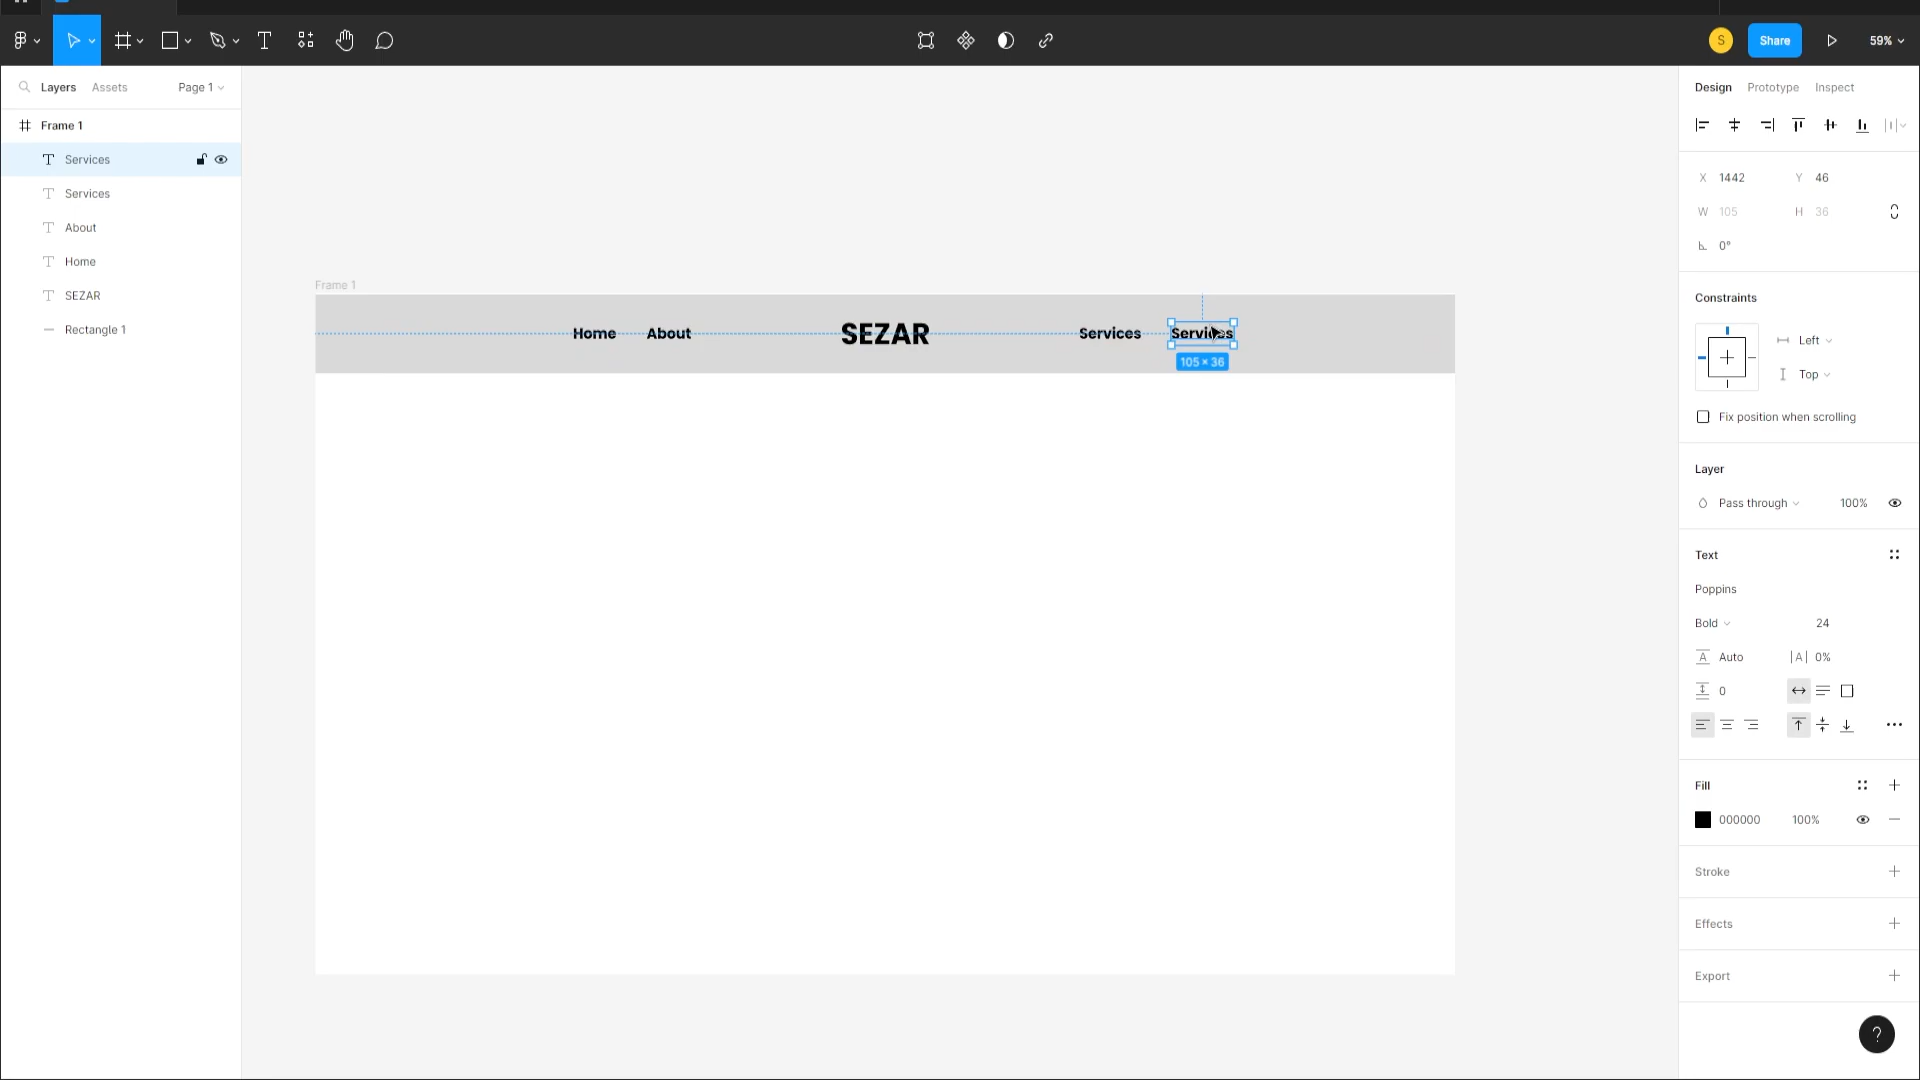 S
Share
59%
Layers
Assets
Page 1
Design
Prototype
Inspect
Frame 1
Services
Services
About
Home
SEZAR
Rectangle 1
Frame 1
Home
About
SEZAR
Services
Services
105 × 36
X 1442
Y 46
W 105
H 36
0°
Constraints
Left
Top
Fix position when scrolling
Layer
Pass through
100%
Text
Poppins
Bold
24
A Auto
|A| 0%
0
Fill
000000
100%
Stroke
Effects
Export
?